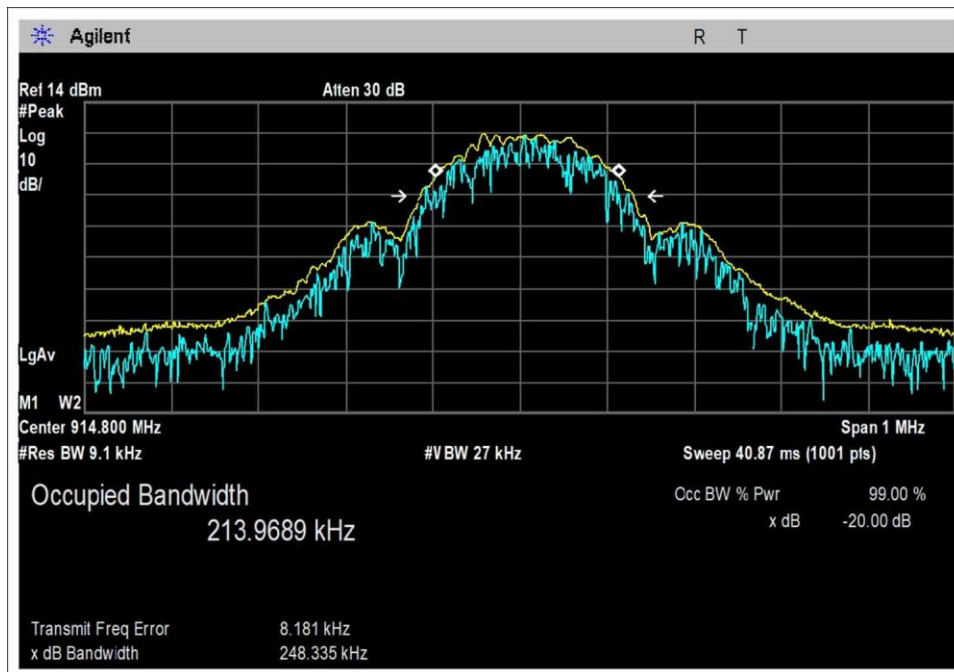 Agilent
R T
Ref 14 dBm Atten 30 dB
#Peak
Log
10
dB/
LgAv
M1 W2
Center 914.800 MHz Span 1 MHz
#Res BW 9.1 kHz #VBW 27 kHz Sweep 40.87 ms (1001 pts)
Occupied Bandwidth Occ BW % Pwr 99.00 %
213.9689 kHz x dB -20.00 dB
Transmit Freq Error 8.181 kHz
x dB Bandwidth 248.335 kHz